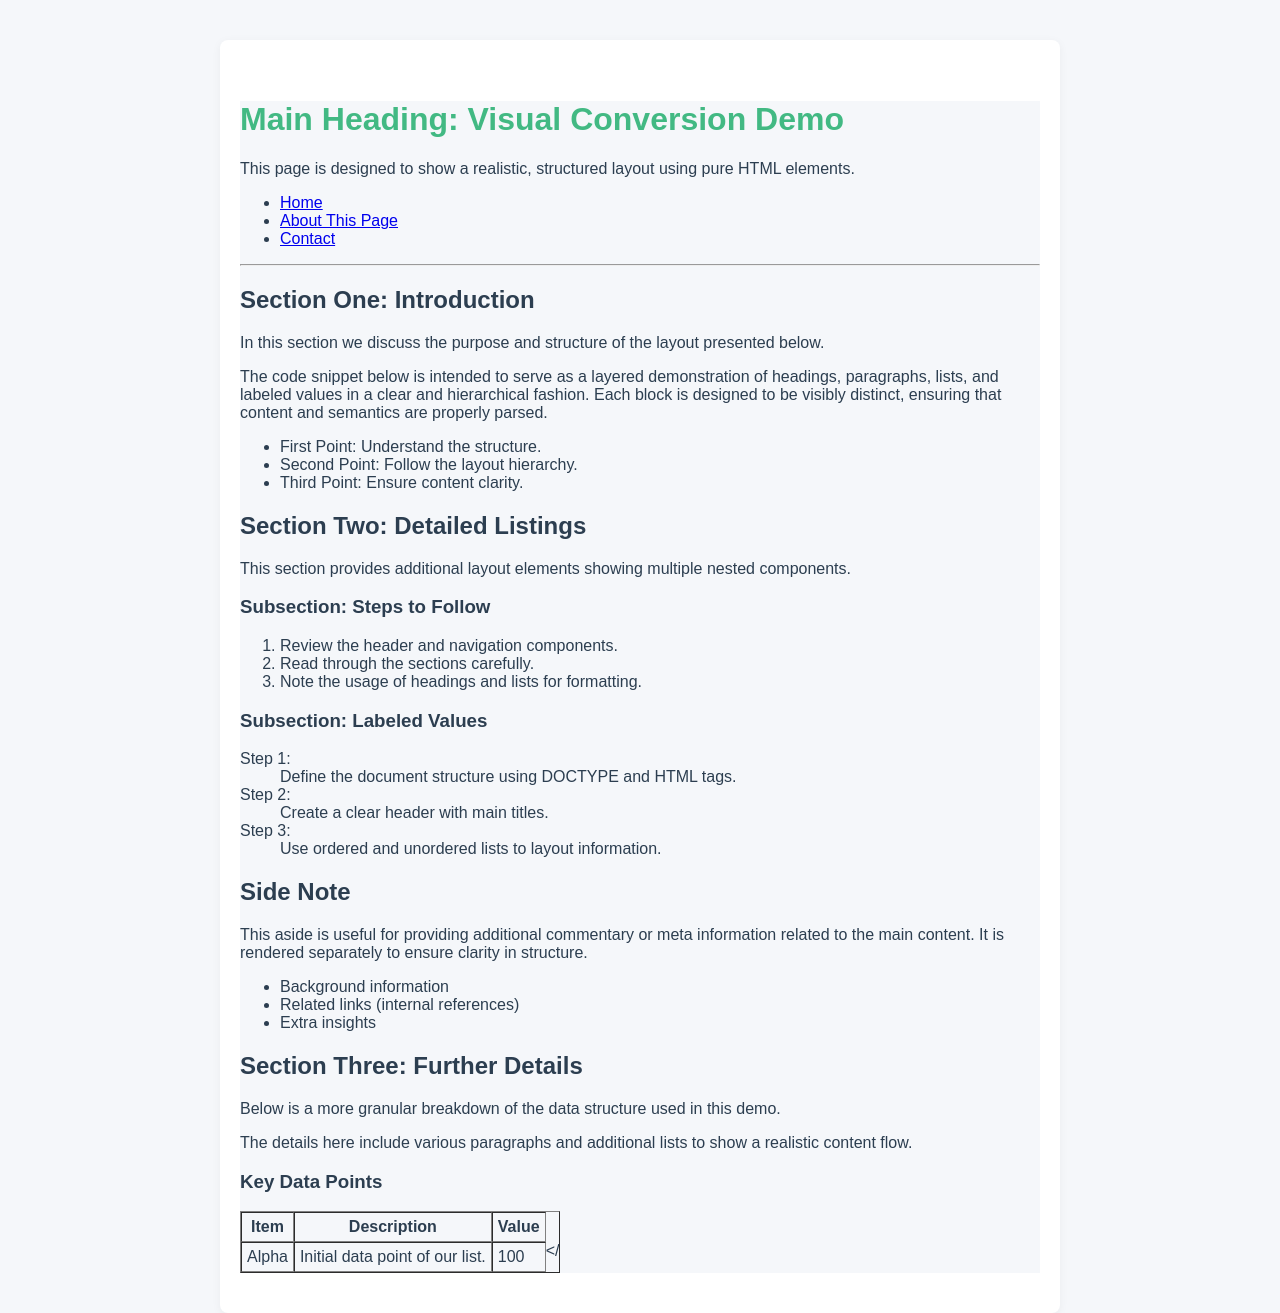 Main Heading: Visual Conversion Demo
This page is designed to show a realistic, structured layout using pure HTML elements.
Home
About This Page
Contact
Section One: Introduction
In this section we discuss the purpose and structure of the layout presented below.
The code snippet below is intended to serve as a layered demonstration of headings, paragraphs, lists, and
labeled values in a clear and hierarchical fashion. Each block is designed to be visibly distinct, ensuring that
content and semantics are properly parsed.
First Point: Understand the structure.
Second Point: Follow the layout hierarchy.
Third Point: Ensure content clarity.
Section Two: Detailed Listings
This section provides additional layout elements showing multiple nested components.
Subsection: Steps to Follow
1. Review the header and navigation components.
2. Read through the sections carefully.
3. Note the usage of headings and lists for formatting.
Subsection: Labeled Values
Step 1:
Define the document structure using DOCTYPE and HTML tags.
Step 2:
Create a clear header with main titles.
Step 3:
Use ordered and unordered lists to layout information.
Side Note
This aside is useful for providing additional commentary or meta information related to the main content. It is
rendered separately to ensure clarity in structure.
Background information
Related links (internal references)
Extra insights
Section Three: Further Details
Below is a more granular breakdown of the data structure used in this demo.
The details here include various paragraphs and additional lists to show a realistic content flow.
Key Data Points
Item Description Value
Alpha Initial data point of our list. 100 </